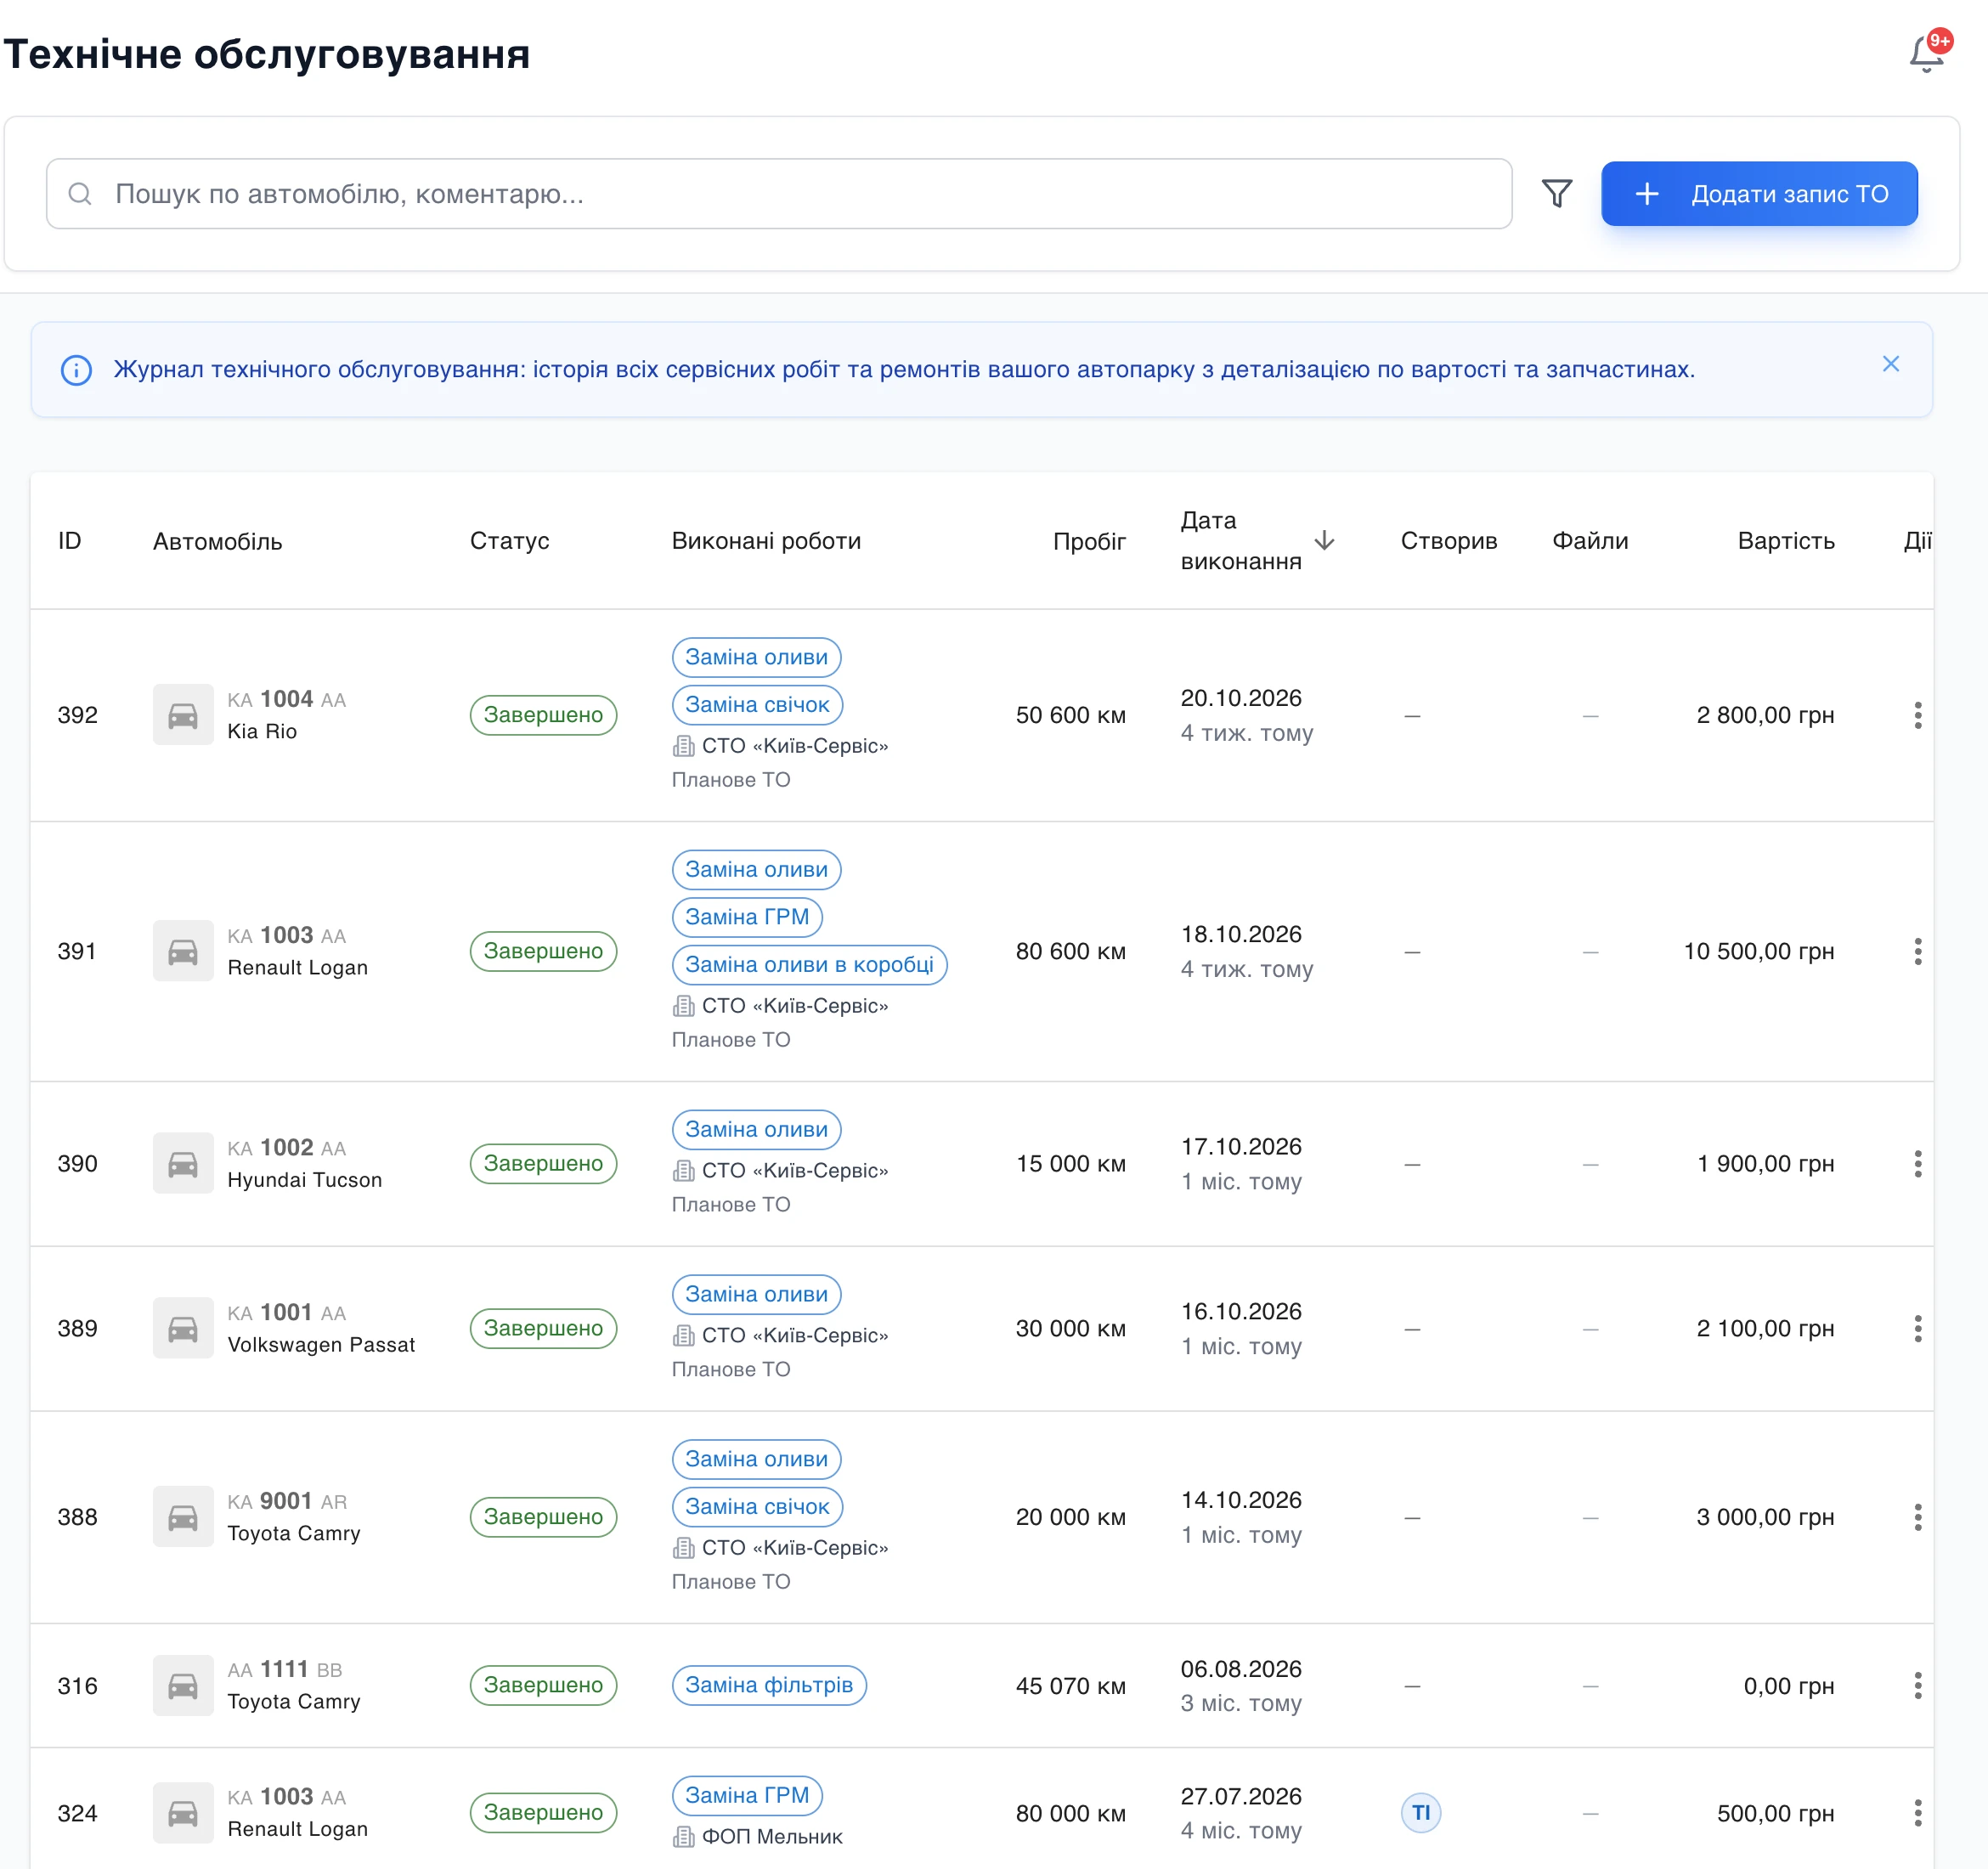 Технічне обслуговування
9+
Пошук по автомобілю, коментарю...
Додати запис ТО
Журнал технічного обслуговування: історія всіх сервісних робіт та ремонтів вашого автопарку з деталізацією по вартості та запчастинах.
ID Автомобіль Статус Виконані роботи Пробіг Дата виконання Створив Файли Вартість Дії
392
KA 1004 AA
Kia Rio
Завершено
Заміна оливи
Заміна свічок
СТО «Київ-Сервіс»
Планове ТО
50 600 км
20.10.2026
4 тиж. тому
—
—
2 800,00 грн
391
KA 1003 AA
Renault Logan
Завершено
Заміна оливи
Заміна ГРМ
Заміна оливи в коробці
СТО «Київ-Сервіс»
Планове ТО
80 600 км
18.10.2026
4 тиж. тому
—
—
10 500,00 грн
390
KA 1002 AA
Hyundai Tucson
Завершено
Заміна оливи
СТО «Київ-Сервіс»
Планове ТО
15 000 км
17.10.2026
1 міс. тому
—
—
1 900,00 грн
389
KA 1001 AA
Volkswagen Passat
Завершено
Заміна оливи
СТО «Київ-Сервіс»
Планове ТО
30 000 км
16.10.2026
1 міс. тому
—
—
2 100,00 грн
388
KA 9001 AR
Toyota Camry
Завершено
Заміна оливи
Заміна свічок
СТО «Київ-Сервіс»
Планове ТО
20 000 км
14.10.2026
1 міс. тому
—
—
3 000,00 грн
316
AA 1111 BB
Toyota Camry
Завершено
Заміна фільтрів
45 070 км
06.08.2026
3 міс. тому
—
—
0,00 грн
324
KA 1003 AA
Renault Logan
Завершено
Заміна ГРМ
ФОП Мельник
80 000 км
27.07.2026
4 міс. тому
TI
—
500,00 грн